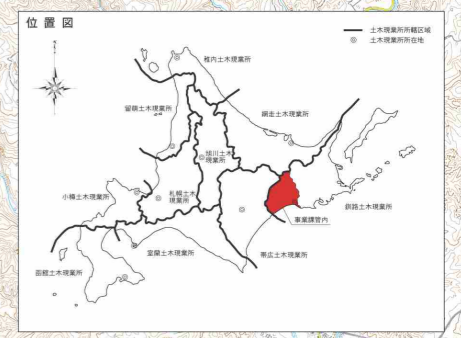 位置図
土木現業所所轄区域
土木現業所所在地
稚内土木現業所
留萌土木現業所
網走土木現業所
旭川土木
現業所
小樽土木現業所
札幌土木
現業所
釧路土木現業所
事業課管内
室蘭土木現業所
帯広土木現業所
函館土木現業所